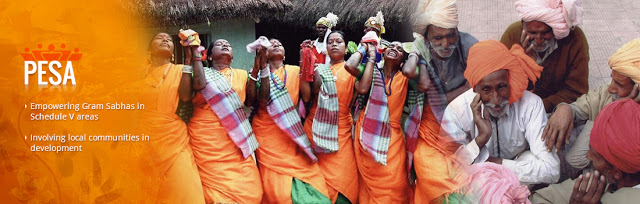 PESA
Empowering Gram Sabhas in
Schedule V areas
Involving local communities in
development